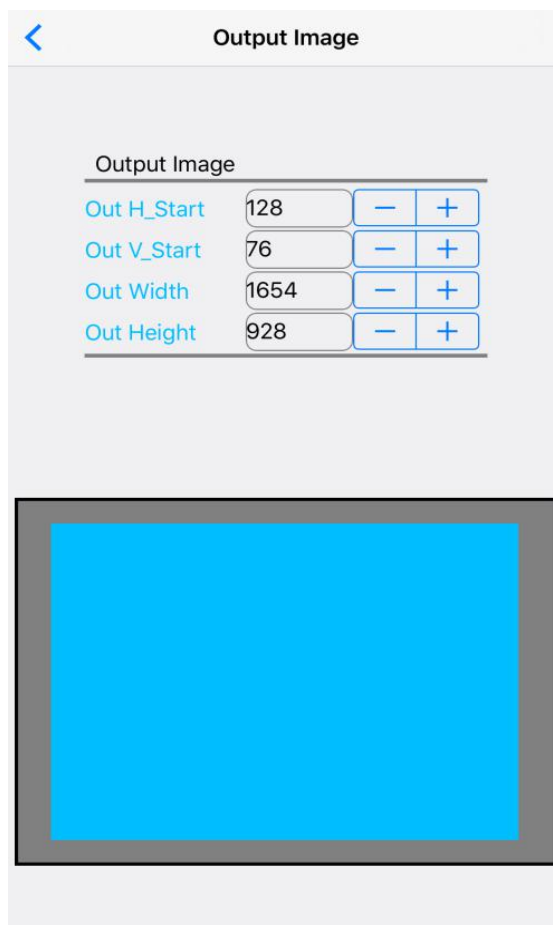 Output Image
Output Image
Out H_Start 128 − +
Out V_Start 76 − +
Out Width 1654 − +
Out Height 928 − +